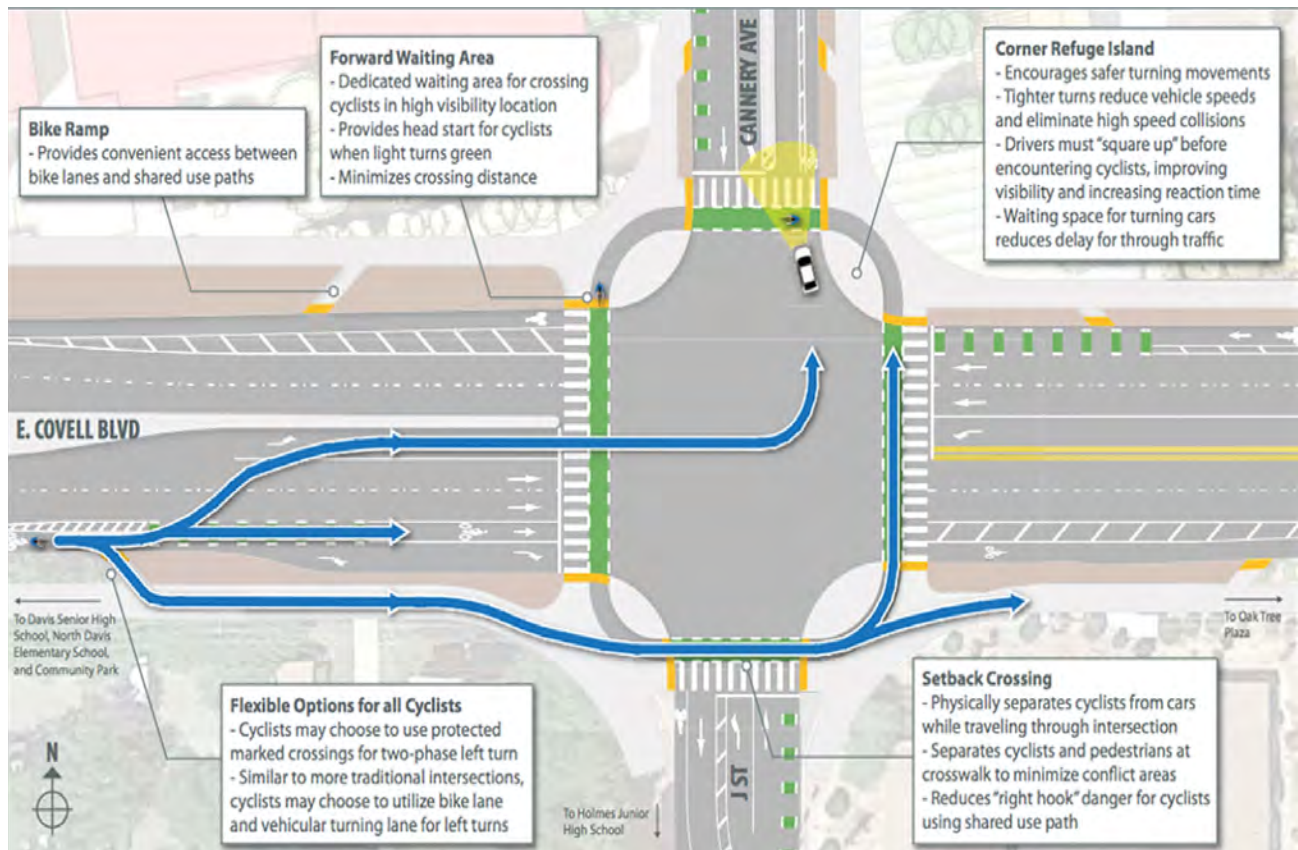 Bike Ramp
- Provides convenient access between
bike lanes and shared use paths
Forward Waiting Area
- Dedicated waiting area for crossing
cyclists in high visibility location
- Provides head start for cyclists
when light turns green
- Minimizes crossing distance
CANNERY AVE
Corner Refuge Island
- Encourages safer turning movements
- Tighter turns reduce vehicle speeds
and eliminate high speed collisions
- Drivers must "square up" before
encountering cyclists, improving
visibility and increasing reaction time
- Waiting space for turning cars
reduces delay for through traffic
E. COVELL BLVD
To Davis Senior High
School, North Davis
Elementary School,
and Community Park
To Oak Tree
Plaza
Flexible Options for all Cyclists
- Cyclists may choose to use protected
marked crossings for two-phase left turn
- Similar to more traditional intersections,
cyclists may choose to utilize bike lane
and vehicular turning lane for left turns
Setback Crossing
- Physically separates cyclists from cars
while traveling through intersection
- Separates cyclists and pedestrians at
crosswalk to minimize conflict areas
- Reduces "right hook" danger for cyclists
using shared use path
N
J ST
To Holmes Junior
High School